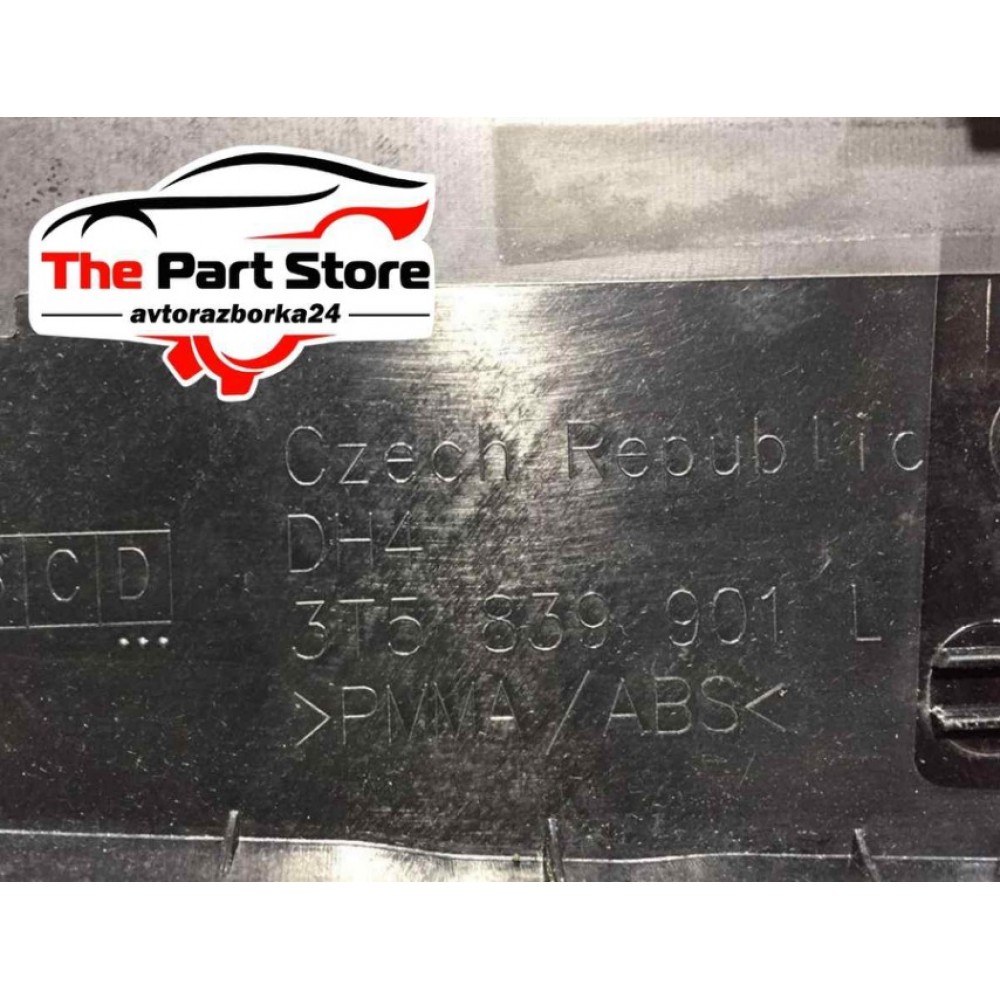 The Part Store
avtorazborka24
Czech Republic
DH4
C D
3T5 839 901 L
>PMMA/ABS<